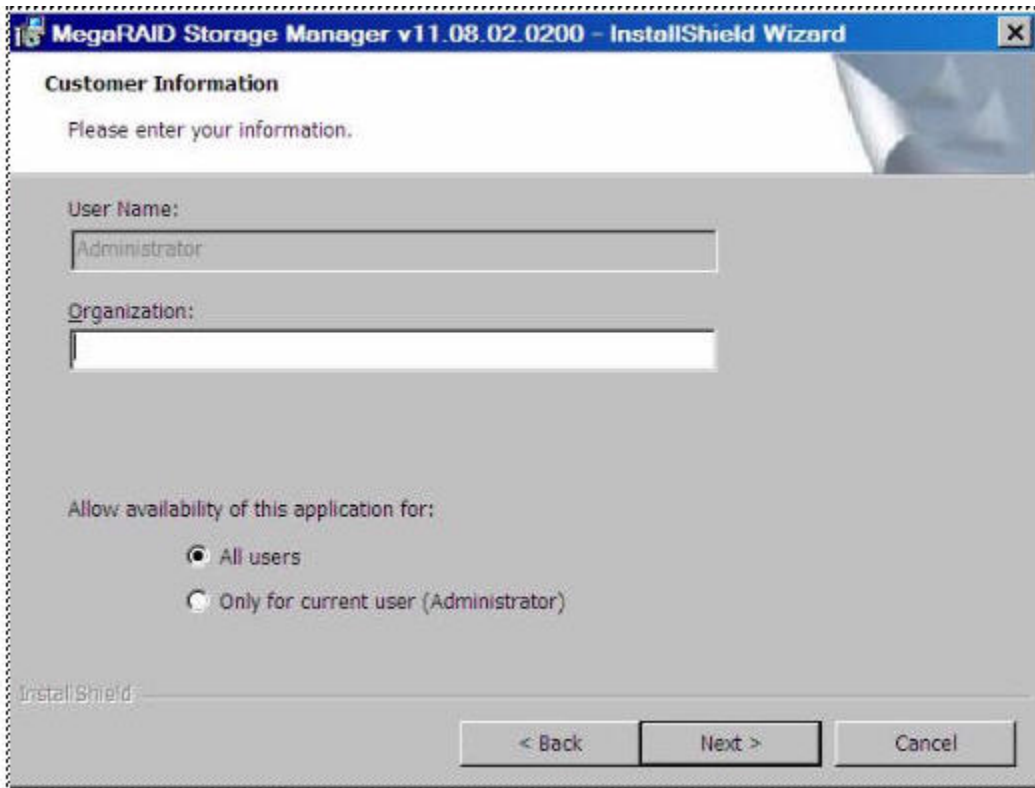 MegaRAID Storage Manager v11.08.02.0200 - InstallShield Wizard
Customer Information
Please enter your information.
User Name:
Administrator
Organization:
Allow availability of this application for:
All users
Only for current user (Administrator)
InstallShield
< Back Next > Cancel